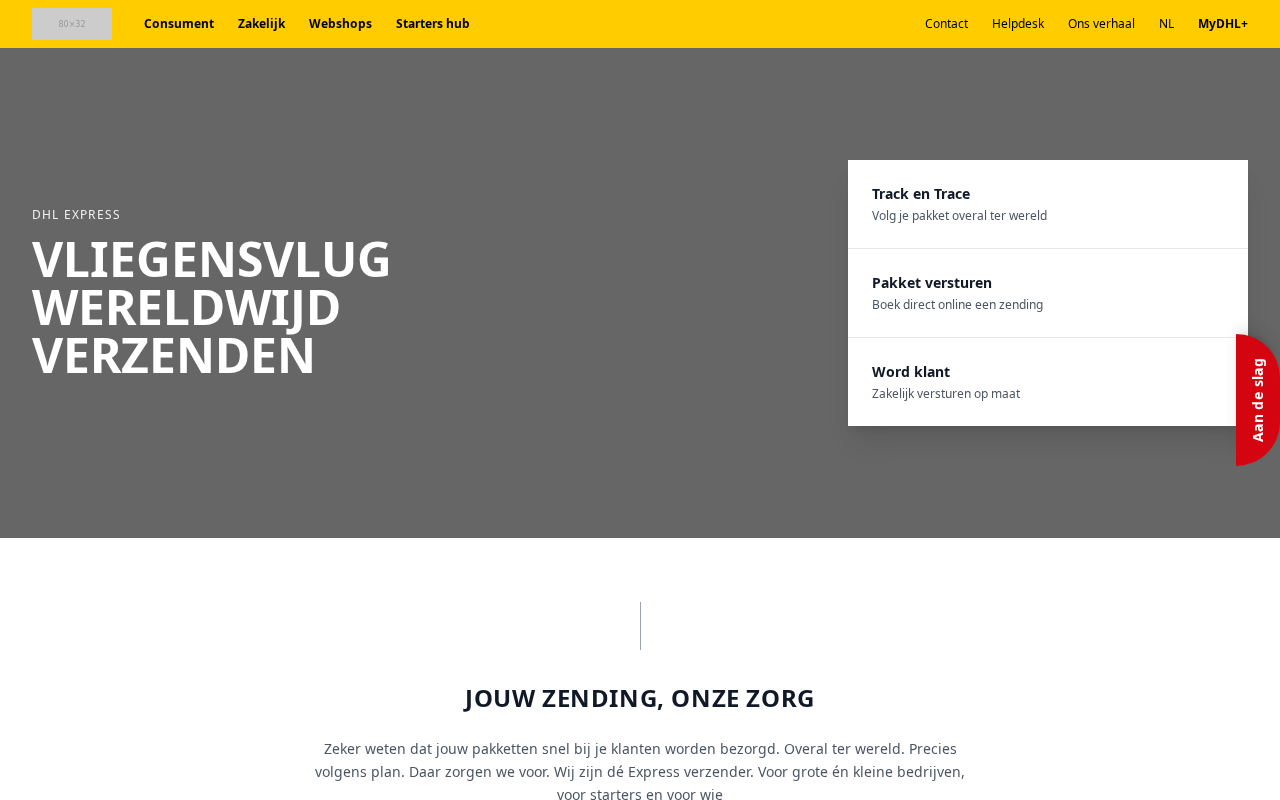 80×32
Consument
Zakelijk
Webshops
Starters hub
Contact
Helpdesk
Ons verhaal
NL
MyDHL+
DHL EXPRESS
VLIEGENSVLUG
WERELDWIJD
VERZENDEN
Track en Trace
Volg je pakket overal ter wereld
Pakket versturen
Boek direct online een zending
Word klant
Zakelijk versturen op maat
Aan de slag
JOUW ZENDING, ONZE ZORG
Zeker weten dat jouw pakketten snel bij je klanten worden bezorgd. Overal ter wereld. Precies
volgens plan. Daar zorgen we voor. Wij zijn dé Express verzender. Voor grote én kleine bedrijven,
voor starters en voor wie